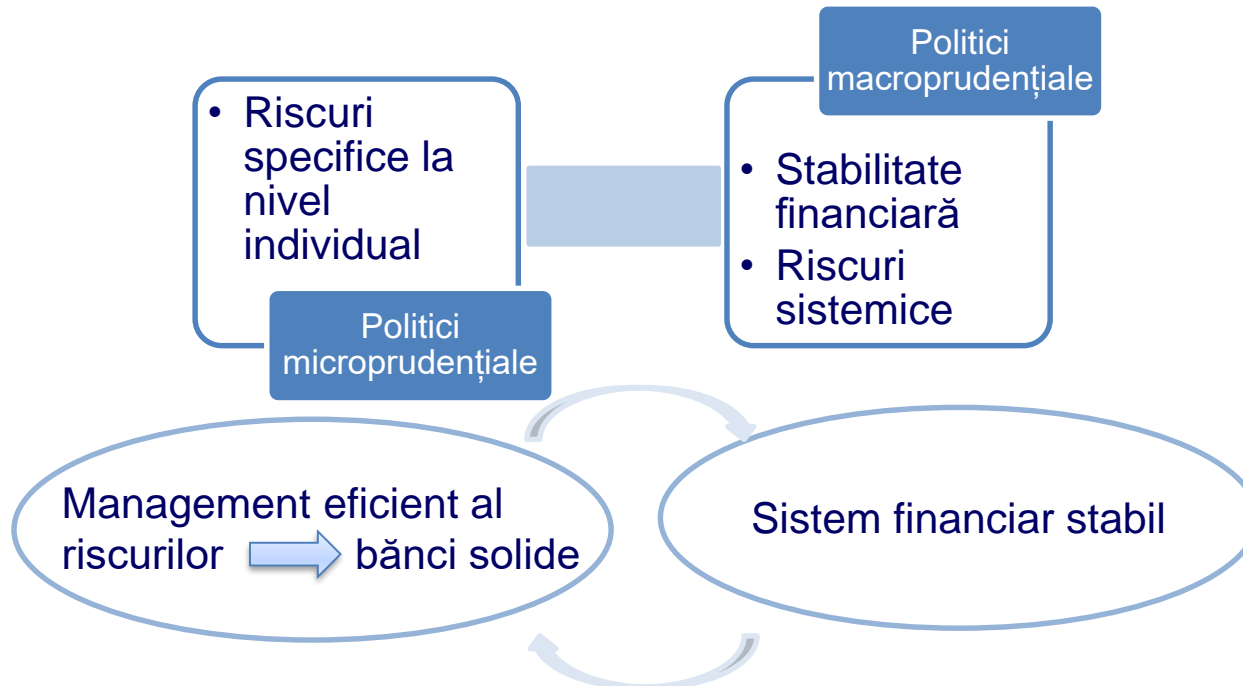 • Riscuri
specifice la
nivel
individual
Politici
microprudențiale
Politici
macroprudențiale
• Stabilitate
financiară
• Riscuri
sistemice
Management eficient al
riscurilor bănci solide
Sistem financiar stabil